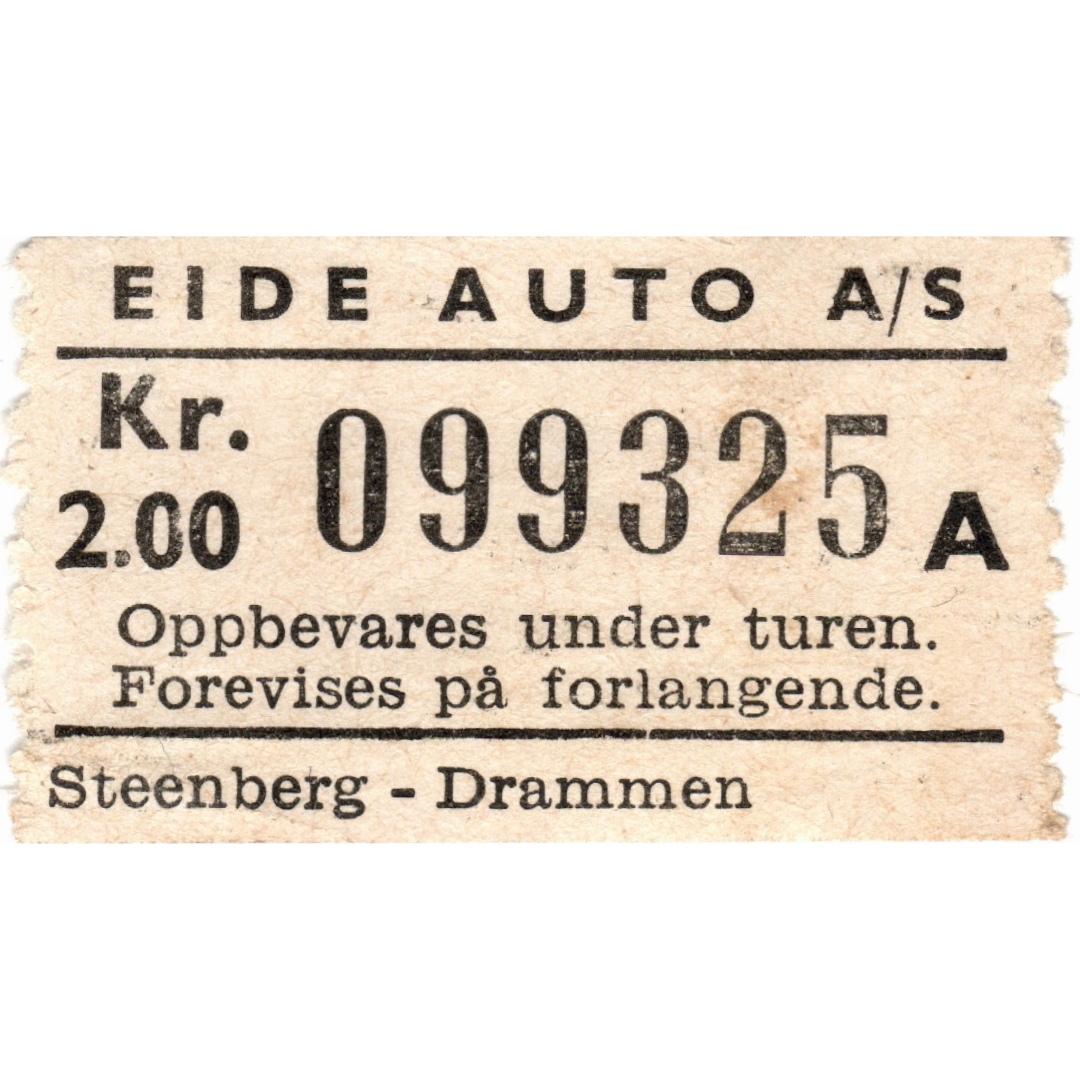 EIDE AUTO A/S
Kr.
2.00 099325 A
Oppbevares under turen.
Forevises på forlangende.
Steenberg - Drammen